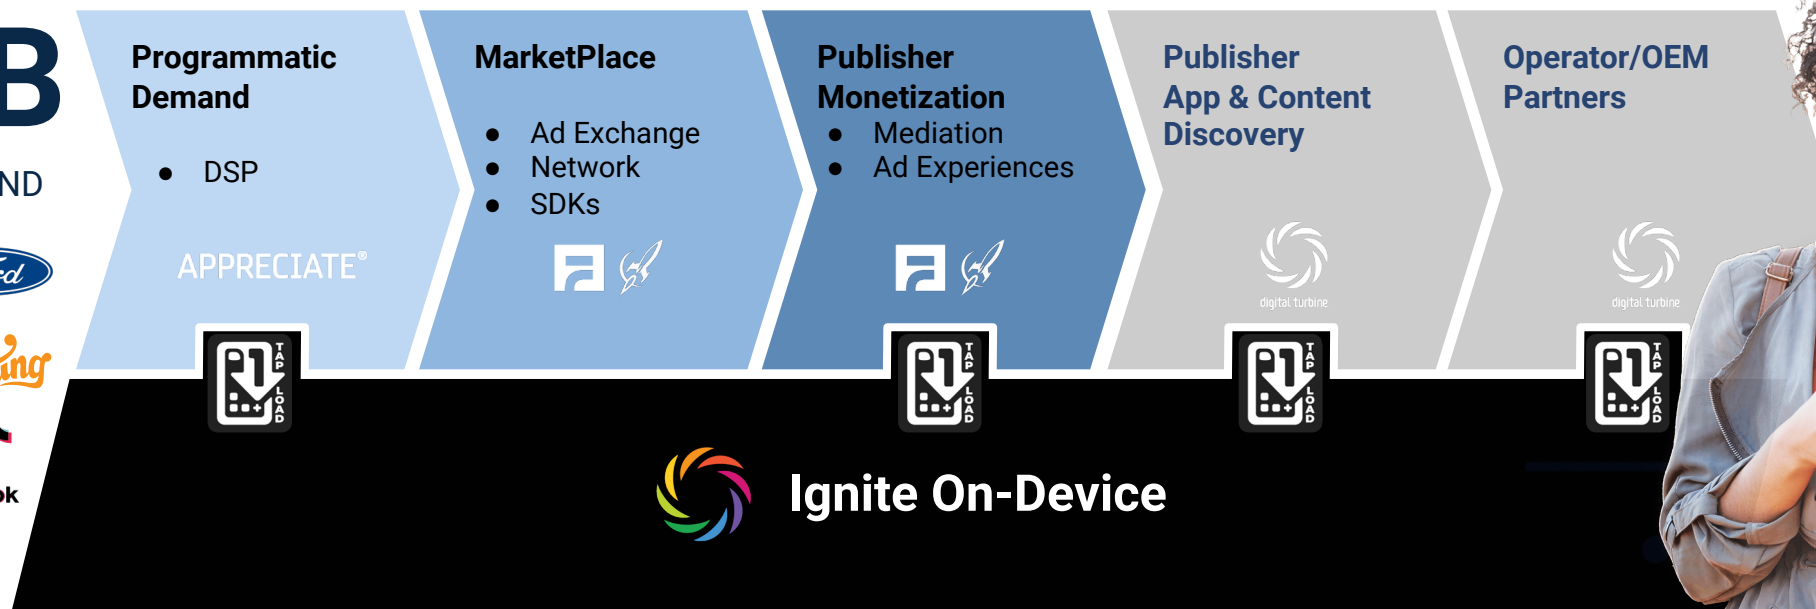 B
ND
Programmatic
Demand
● DSP
APPRECIATE®
MarketPlace
● Ad Exchange
● Network
● SDKs
Publisher
Monetization
● Mediation
● Ad Experiences
Publisher
App & Content
Discovery
digital turbine
Operator/OEM
Partners
digital turbine
TAP LOAD
TAP LOAD
TAP LOAD
TAP LOAD
ok
Ignite On-Device